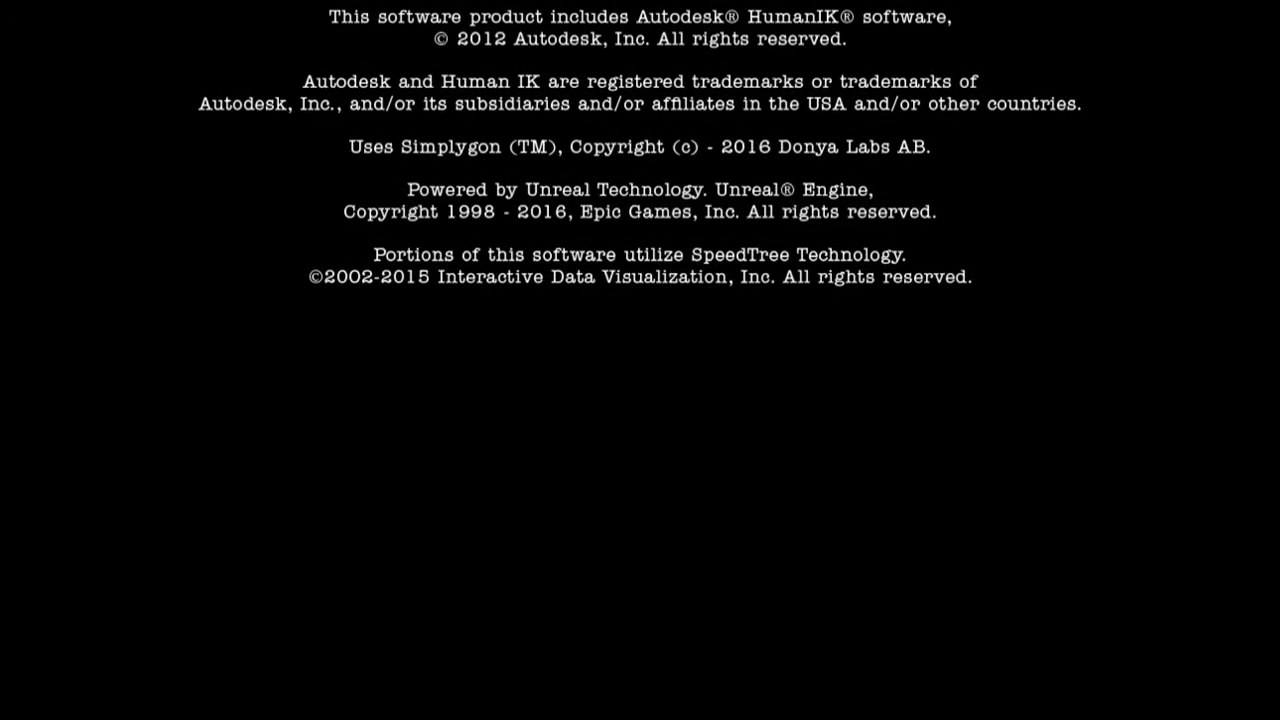 This software product includes Autodesk® HumanIK® software,
© 2012 Autodesk, Inc. All rights reserved.
Autodesk and Human IK are registered trademarks or trademarks of
Autodesk, Inc., and/or its subsidiaries and/or affiliates in the USA and/or other countries.
Uses Simplygon (TM), Copyright (c) - 2016 Donya Labs AB.
Powered by Unreal Technology. Unreal® Engine,
Copyright 1998 - 2016, Epic Games, Inc. All rights reserved.
Portions of this software utilize SpeedTree Technology.
©2002-2015 Interactive Data Visualization, Inc. All rights reserved.